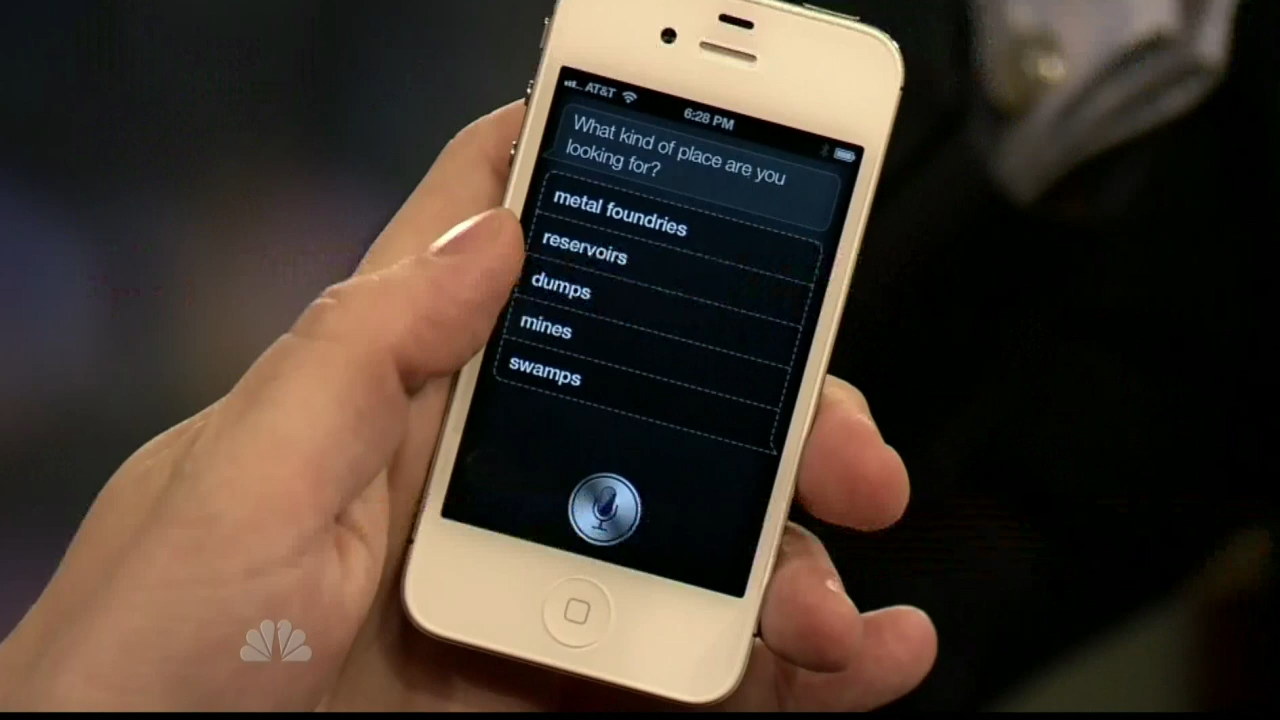 AT&T 6:28 PM
What kind of place are you
looking for?
metal foundries
reservoirs
dumps
mines
swamps